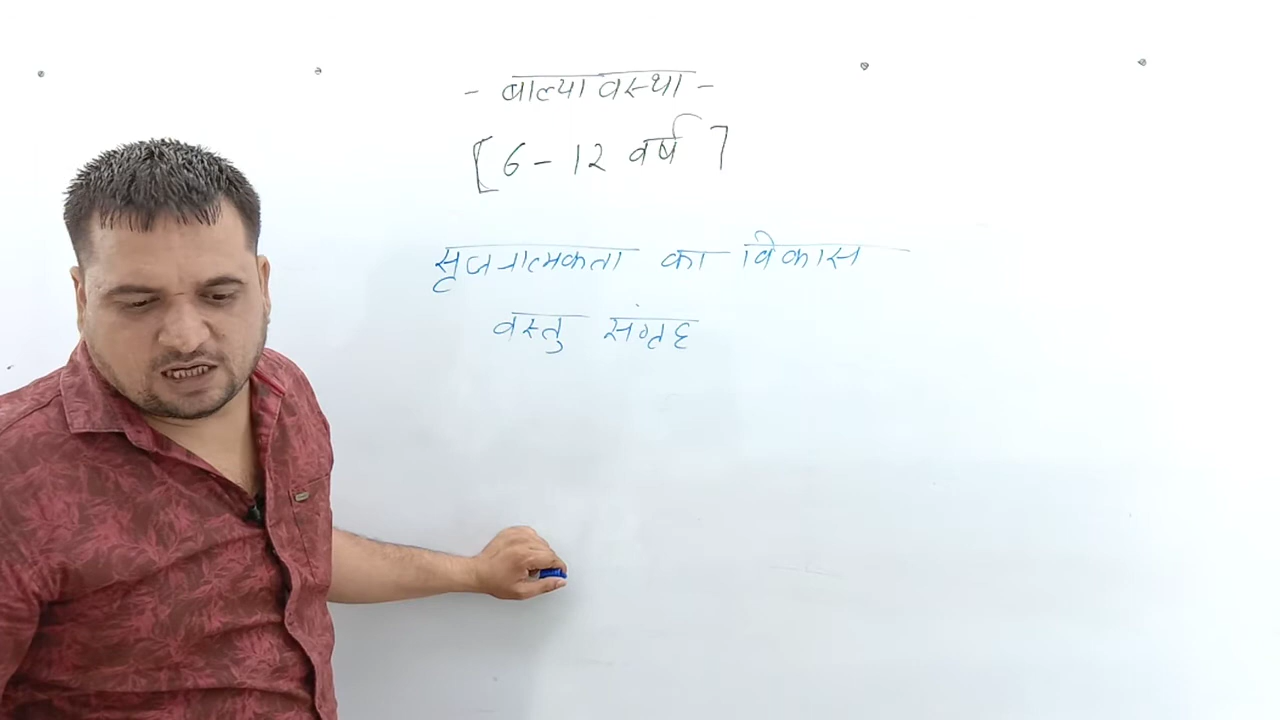 - बाल्यावस्था -
[6-12 वर्ष]
सृजनात्मकता का विकास
वस्तु संग्रह